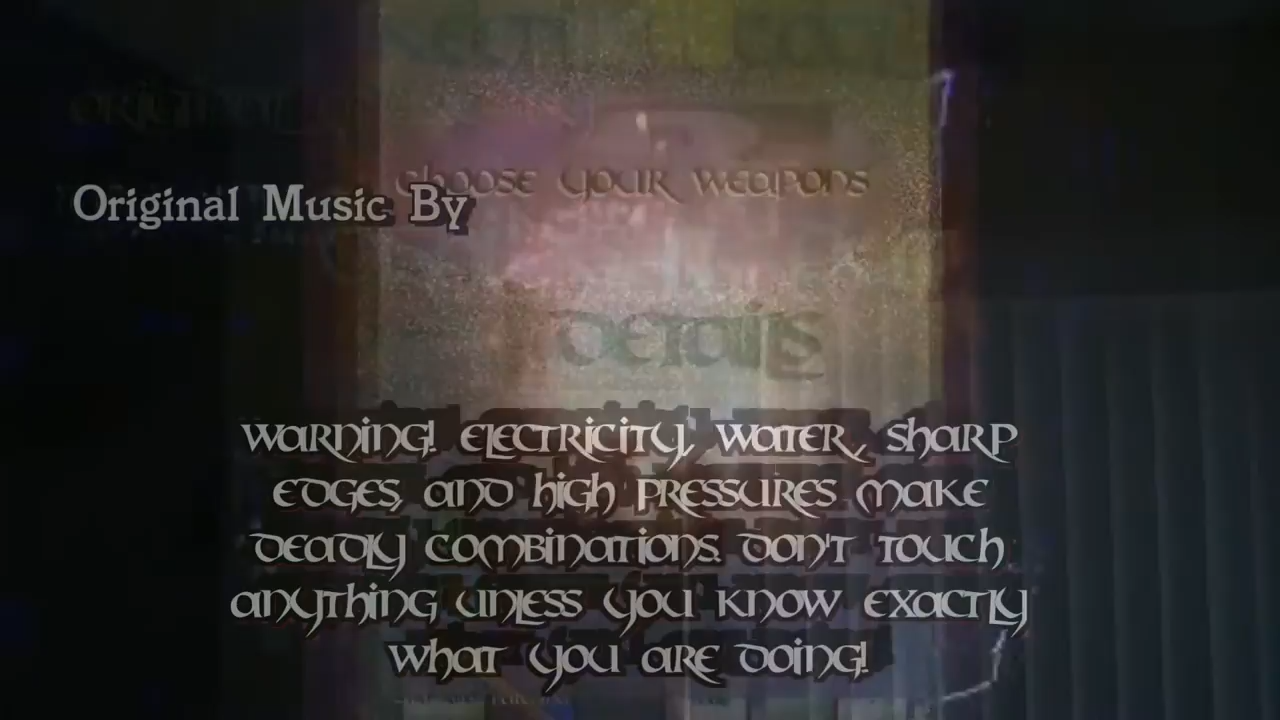 Original Music By
choose your weapons
Details
Warning! Electricity, water, sharp
edges, and high pressures make
deadly combinations. Don't touch
anything unless you know exactly
what you are doing!